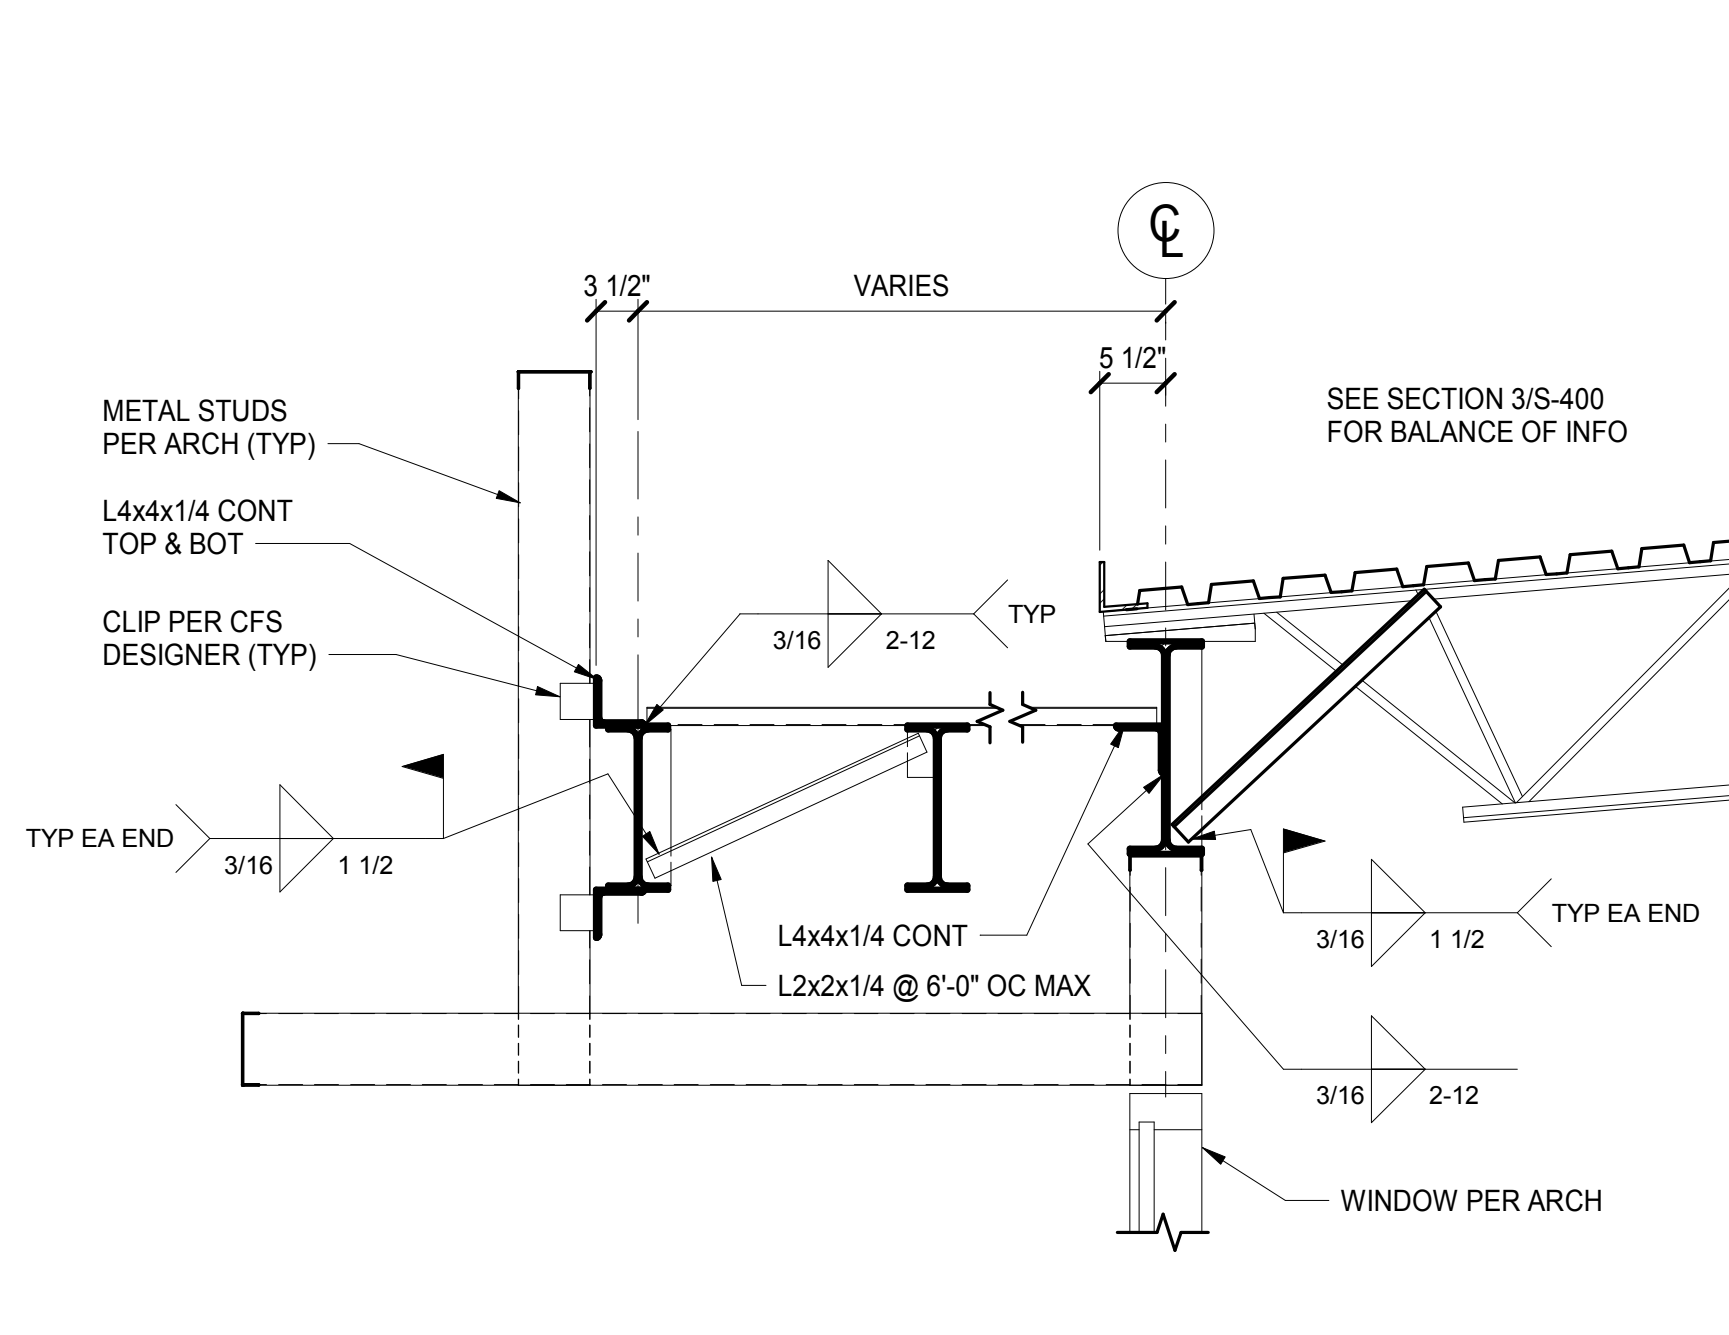 ℄
3 1/2"
VARIES
5 1/2"
METAL STUDS
PER ARCH (TYP)
SEE SECTION 3/S-400
FOR BALANCE OF INFO
L4x4x1/4 CONT
TOP & BOT
CLIP PER CFS
DESIGNER (TYP)
3/16
2-12
TYP
TYP EA END
3/16
1 1/2
L4x4x1/4 CONT
L2x2x1/4 @ 6'-0" OC MAX
3/16
1 1/2
TYP EA END
3/16
2-12
WINDOW PER ARCH